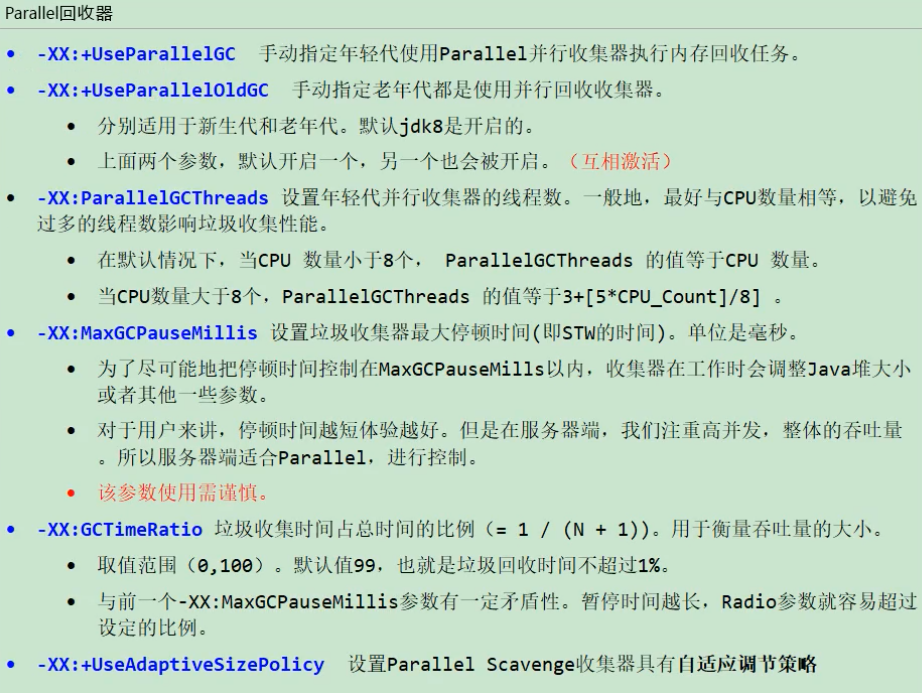 Parallel回收器
• -XX:+UseParallelGC 手动指定年轻代使用Parallel并行收集器执行内存回收任务。
• -XX:+UseParallelOldGC 手动指定老年代都是使用并行回收收集器。
• 分别适用于新生代和老年代。默认jdk8是开启的。
• 上面两个参数，默认开启一个，另一个也会被开启。（互相激活）
• -XX:ParallelGCThreads 设置年轻代并行收集器的线程数。一般地，最好与CPU数量相等，以避免
过多的线程数影响垃圾收集性能。
• 在默认情况下，当CPU 数量小于8个， ParallelGCThreads 的值等于CPU 数量。
• 当CPU数量大于8个，ParallelGCThreads 的值等于3+[5*CPU_Count]/8] 。
• -XX:MaxGCPauseMillis 设置垃圾收集器最大停顿时间(即STW的时间)。单位是毫秒。
• 为了尽可能地把停顿时间控制在MaxGCPauseMills以内，收集器在工作时会调整Java堆大小
或者其他一些参数。
• 对于用户来讲，停顿时间越短体验越好。但是在服务器端，我们注重高并发，整体的吞吐量
。所以服务器端适合Parallel，进行控制。
• 该参数使用需谨慎。
• -XX:GCTimeRatio 垃圾收集时间占总时间的比例（= 1 / (N + 1)）。用于衡量吞吐量的大小。
• 取值范围（0,100）。默认值99，也就是垃圾回收时间不超过1%。
• 与前一个-XX:MaxGCPauseMillis参数有一定矛盾性。暂停时间越长，Radio参数就容易超过
设定的比例。
• -XX:+UseAdaptiveSizePolicy 设置Parallel Scavenge收集器具有自适应调节策略